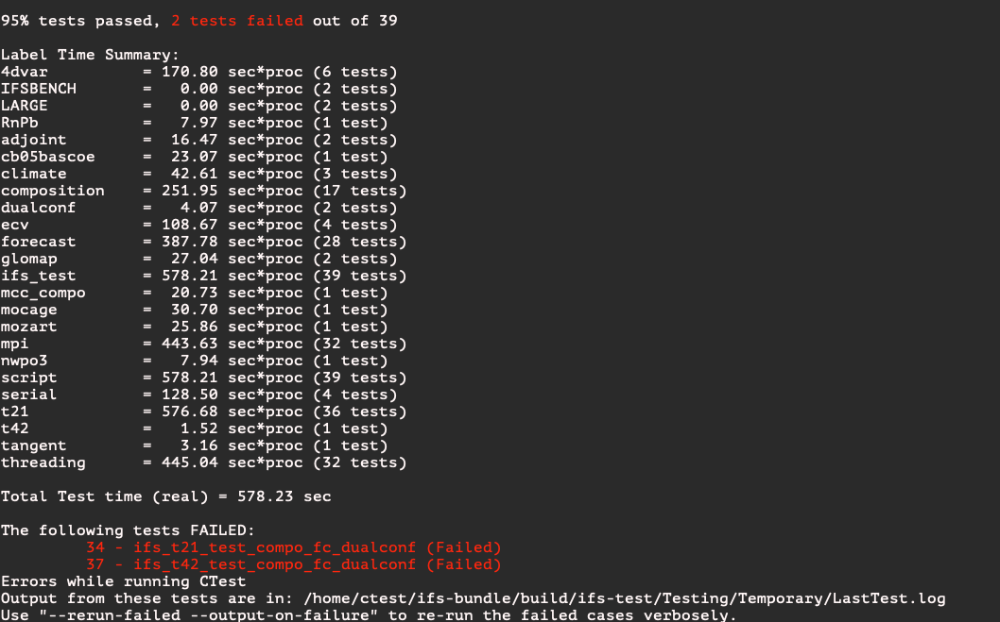 95% tests passed, 2 tests failed out of 39
Label Time Summary:
4dvar          = 170.80 sec*proc (6 tests)
IFSBENCH       =   0.00 sec*proc (2 tests)
LARGE          =   0.00 sec*proc (2 tests)
RnPb           =   7.97 sec*proc (1 test)
adjoint        =  16.47 sec*proc (2 tests)
cb05bascoe     =  23.07 sec*proc (1 test)
climate        =  42.61 sec*proc (3 tests)
composition    = 251.95 sec*proc (17 tests)
dualconf       =   4.07 sec*proc (2 tests)
ecv            = 108.67 sec*proc (4 tests)
forecast       = 387.78 sec*proc (28 tests)
glomap         =  27.04 sec*proc (2 tests)
ifs_test       = 578.21 sec*proc (39 tests)
mcc_compo      =  20.73 sec*proc (1 test)
mocage         =  30.70 sec*proc (1 test)
mozart         =  25.86 sec*proc (1 test)
mpi            = 443.63 sec*proc (32 tests)
nwpo3          =   7.94 sec*proc (1 test)
script         = 578.21 sec*proc (39 tests)
serial         = 128.50 sec*proc (4 tests)
t21            = 576.68 sec*proc (36 tests)
t42            =   1.52 sec*proc (1 test)
tangent        =   3.16 sec*proc (1 test)
threading      = 445.04 sec*proc (32 tests)
Total Test time (real) = 578.23 sec
The following tests FAILED:
34 - ifs_t21_test_compo_fc_dualconf (Failed)
37 - ifs_t42_test_compo_fc_dualconf (Failed)
Errors while running CTest
Output from these tests are in: /home/ctest/ifs-bundle/build/ifs-test/Testing/Temporary/LastTest.log
Use "--rerun-failed --output-on-failure" to re-run the failed cases verbosely.